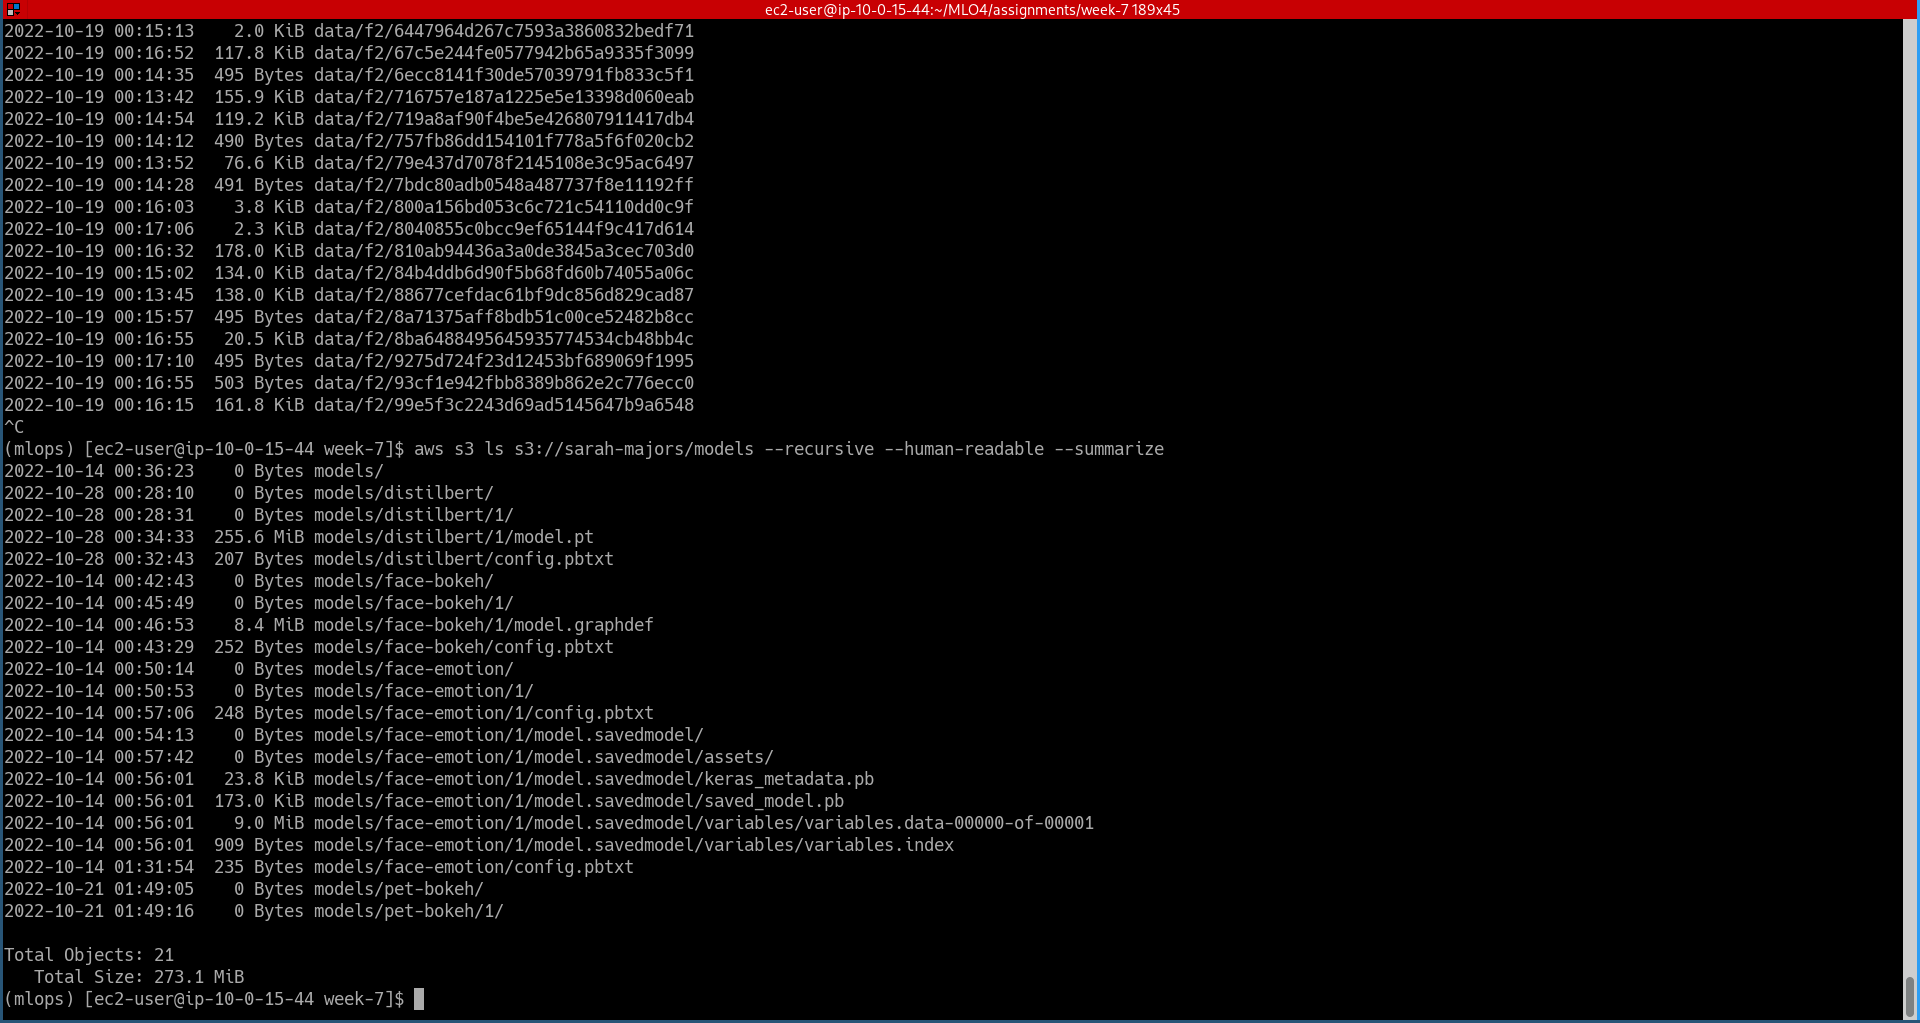 ec2-user@ip-10-0-15-44:~/MLO4/assignments/week-7 189x45
2022-10-19 00:15:13    2.0 KiB data/f2/6447964d267c7593a3860832bedf71
2022-10-19 00:16:52  117.8 KiB data/f2/67c5e244fe0577942b65a9335f3099
2022-10-19 00:14:35  495 Bytes data/f2/6ecc8141f30de57039791fb833c5f1
2022-10-19 00:13:42  155.9 KiB data/f2/716757e187a1225e5e13398d060eab
2022-10-19 00:14:54  119.2 KiB data/f2/719a8af90f4be5e426807911417db4
2022-10-19 00:14:12  490 Bytes data/f2/757fb86dd154101f778a5f6f020cb2
2022-10-19 00:13:52   76.6 KiB data/f2/79e437d7078f2145108e3c95ac6497
2022-10-19 00:14:28  491 Bytes data/f2/7bdc80adb0548a487737f8e11192ff
2022-10-19 00:16:03    3.8 KiB data/f2/800a156bd053c6c721c54110dd0c9f
2022-10-19 00:17:06    2.3 KiB data/f2/8040855c0bcc9ef65144f9c417d614
2022-10-19 00:16:32  178.0 KiB data/f2/810ab94436a3a0de3845a3cec703d0
2022-10-19 00:15:02  134.0 KiB data/f2/84b4ddb6d90f5b68fd60b74055a06c
2022-10-19 00:13:45  138.0 KiB data/f2/88677cefdac61bf9dc856d829cad87
2022-10-19 00:15:57  495 Bytes data/f2/8a71375aff8bdb51c00ce52482b8cc
2022-10-19 00:16:55   20.5 KiB data/f2/8ba6488495645935774534cb48bb4c
2022-10-19 00:17:10  495 Bytes data/f2/9275d724f23d12453bf689069f1995
2022-10-19 00:16:55  503 Bytes data/f2/93cf1e942fbb8389b862e2c776ecc0
2022-10-19 00:16:15  161.8 KiB data/f2/99e5f3c2243d69ad5145647b9a6548
^C
(mlops) [ec2-user@ip-10-0-15-44 week-7]$ aws s3 ls s3://sarah-majors/models --recursive --human-readable --summarize
2022-10-14 00:36:23    0 Bytes models/
2022-10-28 00:28:10    0 Bytes models/distilbert/
2022-10-28 00:28:31    0 Bytes models/distilbert/1/
2022-10-28 00:34:33  255.6 MiB models/distilbert/1/model.pt
2022-10-28 00:32:43  207 Bytes models/distilbert/config.pbtxt
2022-10-14 00:42:43    0 Bytes models/face-bokeh/
2022-10-14 00:45:49    0 Bytes models/face-bokeh/1/
2022-10-14 00:46:53    8.4 MiB models/face-bokeh/1/model.graphdef
2022-10-14 00:43:29  252 Bytes models/face-bokeh/config.pbtxt
2022-10-14 00:50:14    0 Bytes models/face-emotion/
2022-10-14 00:50:53    0 Bytes models/face-emotion/1/
2022-10-14 00:57:06  248 Bytes models/face-emotion/1/config.pbtxt
2022-10-14 00:54:13    0 Bytes models/face-emotion/1/model.savedmodel/
2022-10-14 00:57:42    0 Bytes models/face-emotion/1/model.savedmodel/assets/
2022-10-14 00:56:01   23.8 KiB models/face-emotion/1/model.savedmodel/keras_metadata.pb
2022-10-14 00:56:01  173.0 KiB models/face-emotion/1/model.savedmodel/saved_model.pb
2022-10-14 00:56:01    9.0 MiB models/face-emotion/1/model.savedmodel/variables/variables.data-00000-of-00001
2022-10-14 00:56:01  909 Bytes models/face-emotion/1/model.savedmodel/variables/variables.index
2022-10-14 01:31:54  235 Bytes models/face-emotion/config.pbtxt
2022-10-21 01:49:05    0 Bytes models/pet-bokeh/
2022-10-21 01:49:16    0 Bytes models/pet-bokeh/1/

Total Objects: 21
   Total Size: 273.1 MiB
(mlops) [ec2-user@ip-10-0-15-44 week-7]$